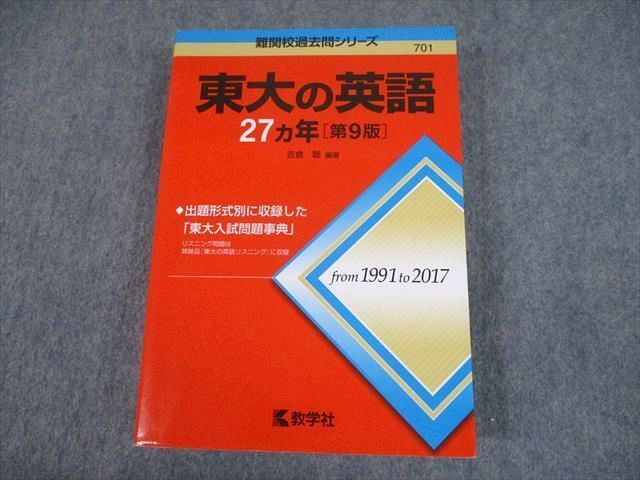 難関校過去問シリーズ
701
東大の英語
27カ年[第9版]
古倉 聡 編著
◆出題形式別に収録した
「東大入試問題事典」
リスニング問題は
姉妹品「東大の英語リスニング」に収録
from 1991 to 2017
教学社